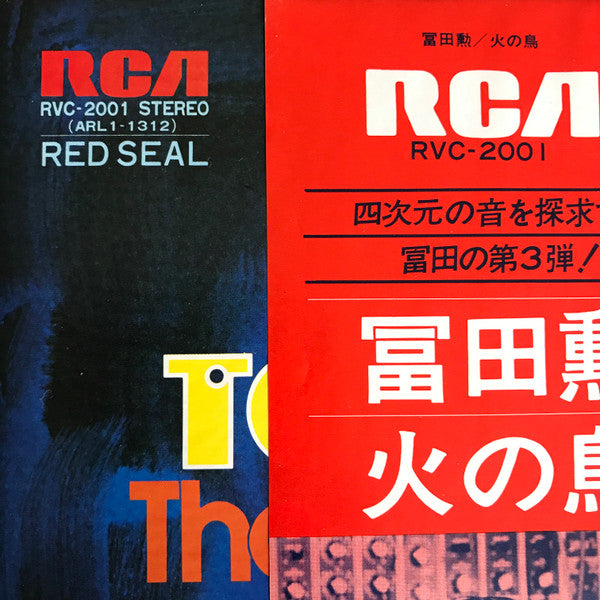 RCA
RVC-2001 STEREO
(ARL1-1312)
RED SEAL
T
The
冨田勲/火の鳥
RCA
RVC-2001
四次元の音を探求
冨田の第3弾!
冨田勲
火の鳥